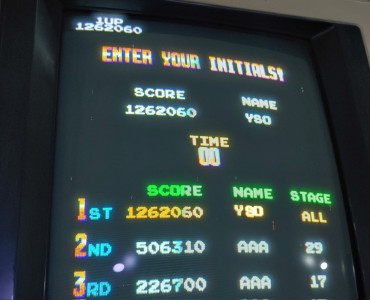 1UP
1262060
ENTER YOUR INITIALS!
SCORE NAME
1262060 YSO
TIME
00
SCORE NAME STAGE
1ST 1262060 YSO ALL
2ND 506310 AAA 29
3RD 226700 AAA 17